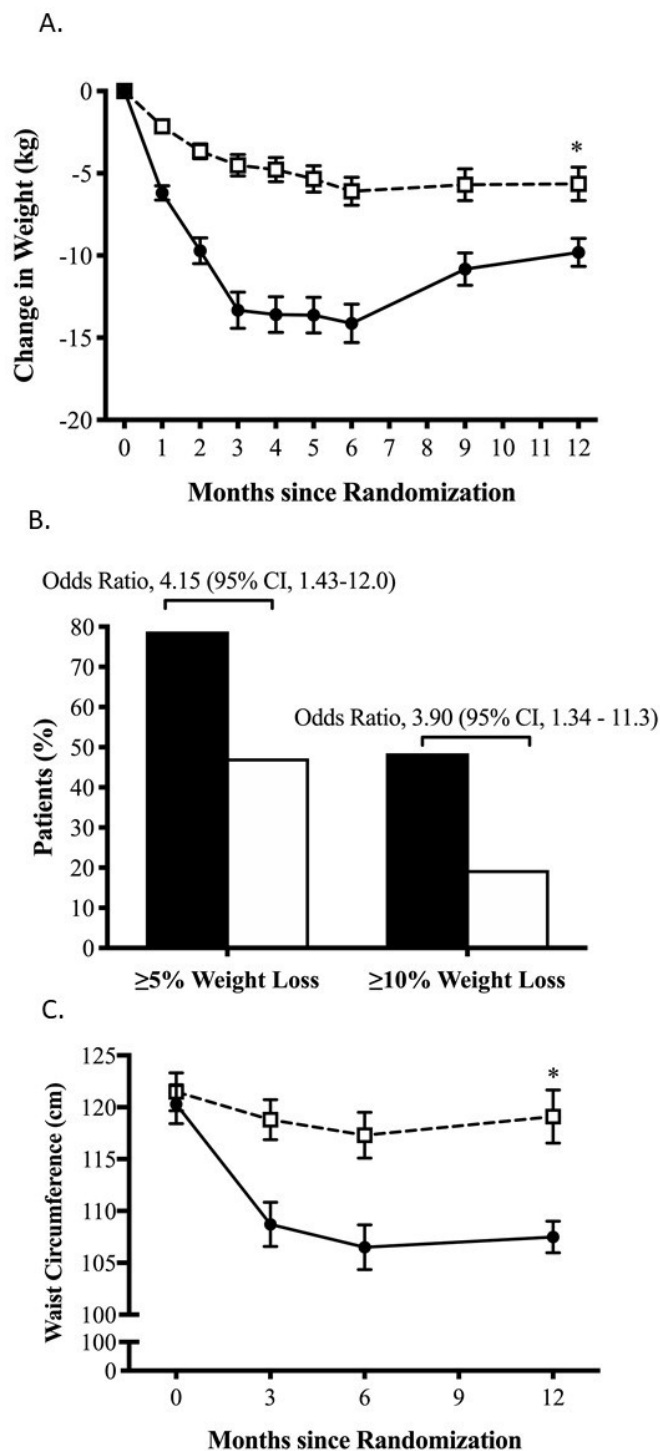 A.
0
-5
-10
-15
-20
Change in Weight (kg)
*
0 1 2 3 4 5 6 7 8 9 10 11 12
Months since Randomization
B.
Odds Ratio, 4.15 (95% CI, 1.43-12.0)
Odds Ratio, 3.90 (95% CI, 1.34 - 11.3)
80
70
60
50
40
30
20
10
0
Patients (%)
≥5% Weight Loss ≥10% Weight Loss
C.
125
120
115
110
105
100
100
0
Waist Circumference (cm)
*
0 3 6 9 12
Months since Randomization